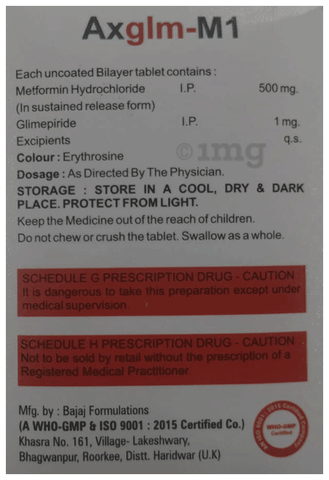 Axglm-M1
Each uncoated Bilayer tablet contains :
Metformin Hydrochloride I.P. 500 mg.
(In sustained release form)
Glimepiride I.P. 1 mg.
Excipients q.s.
Colour : Erythrosine
Dosage : As Directed By The Physician.
STORAGE : STORE IN A COOL, DRY & DARK
PLACE. PROTECT FROM LIGHT.
Keep the Medicine out of the reach of children.
Do not chew or crush the tablet. Swallow as a whole.
SCHEDULE G PRESCRIPTION DRUG - CAUTION
It is dangerous to take this preparation except under
medical supervision.
SCHEDULE H PRESCRIPTION DRUG - CAUTION
Not to be sold by retail without the prescription of a
Registered Medical Practitioner.
Mfg. by : Bajaj Formulations
(A WHO-GMP & ISO 9001 : 2015 Certified Co.)
Khasra No. 161, Village- Lakeshwary,
Bhagwanpur, Roorkee, Distt. Haridwar (U.K)
WHO-GMP
Certified
©1mg